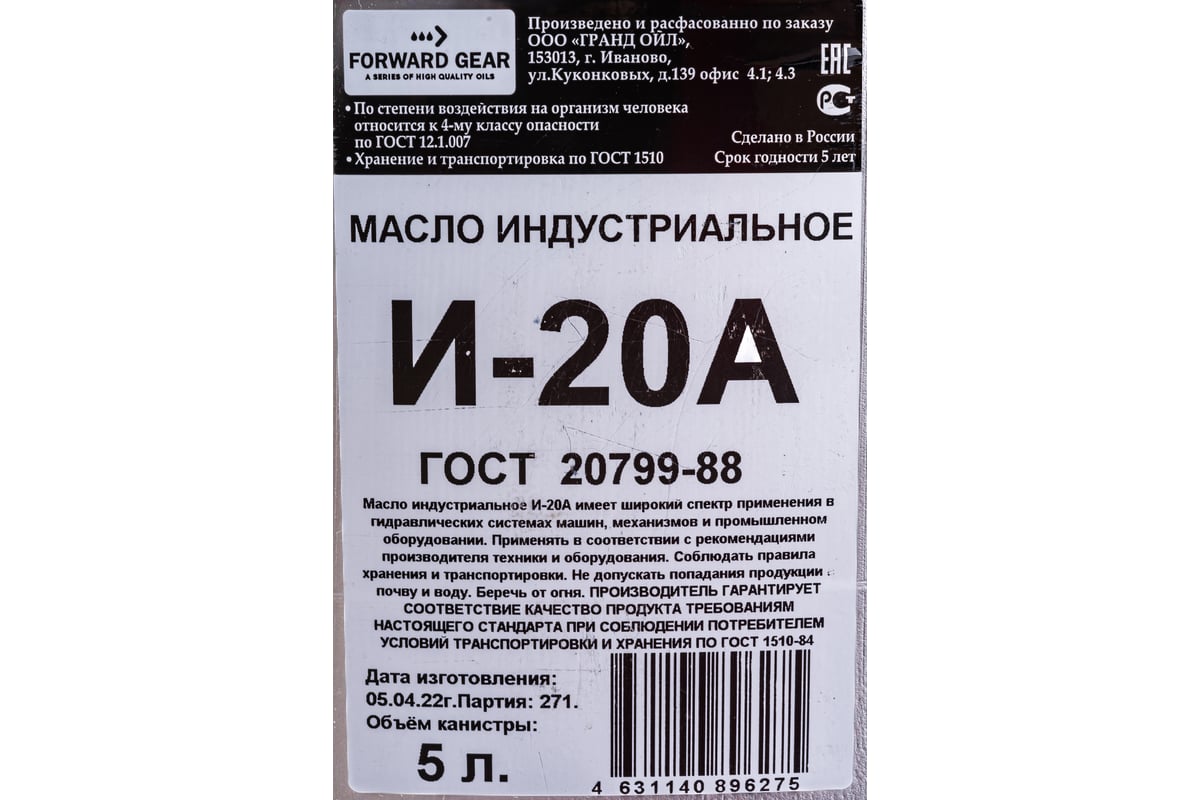 FORWARD GEAR
A SERIES OF HIGH QUALITY OILS
Произведено и расфасованно по заказу
ООО «ГРАНД ОЙЛ»,
153013, г. Иваново,
ул.Куконковых, д.139 офис 4.1; 4.3
ЕАС
РСТ
•По степени воздействия на организм человека
относится к 4-му классу опасности
по ГОСТ 12.1.007
•Хранение и транспортировка по ГОСТ 1510
Сделано в России
Срок годности 5 лет
МАСЛО ИНДУСТРИАЛЬНОЕ
И-20А
ГОСТ 20799-88
Масло индустриальное И-20А имеет широкий спектр применения в
гидравлических системах машин, механизмов и промышленном
оборудовании. Применять в соответствии с рекомендациями
производителя техники и оборудования. Соблюдать правила
хранения и транспортировки. Не допускать попадания продукции
почву и воду. Беречь от огня. ПРОИЗВОДИТЕЛЬ ГАРАНТИРУЕТ
СООТВЕТСТВИЕ КАЧЕСТВО ПРОДУКТА ТРЕБОВАНИЯМ
НАСТОЯЩЕГО СТАНДАРТА ПРИ СОБЛЮДЕНИИ ПОТРЕБИТЕЛЕМ
УСЛОВИЙ ТРАНСПОРТИРОВКИ И ХРАНЕНИЯ ПО ГОСТ 1510-84
Дата изготовления:
05.04.22г.Партия: 271.
Объём канистры:
5 л.
4 631140 896275